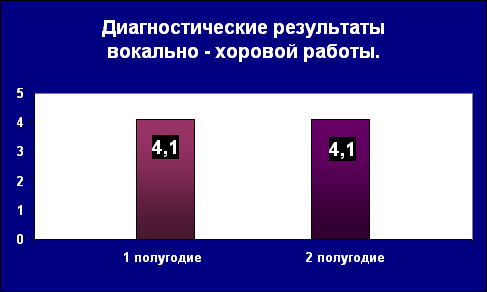 Диагностические результаты
вокально - хоровой работы.
5
4
3
2
1
0
4,1
4,1
1 полугодие
2 полугодие